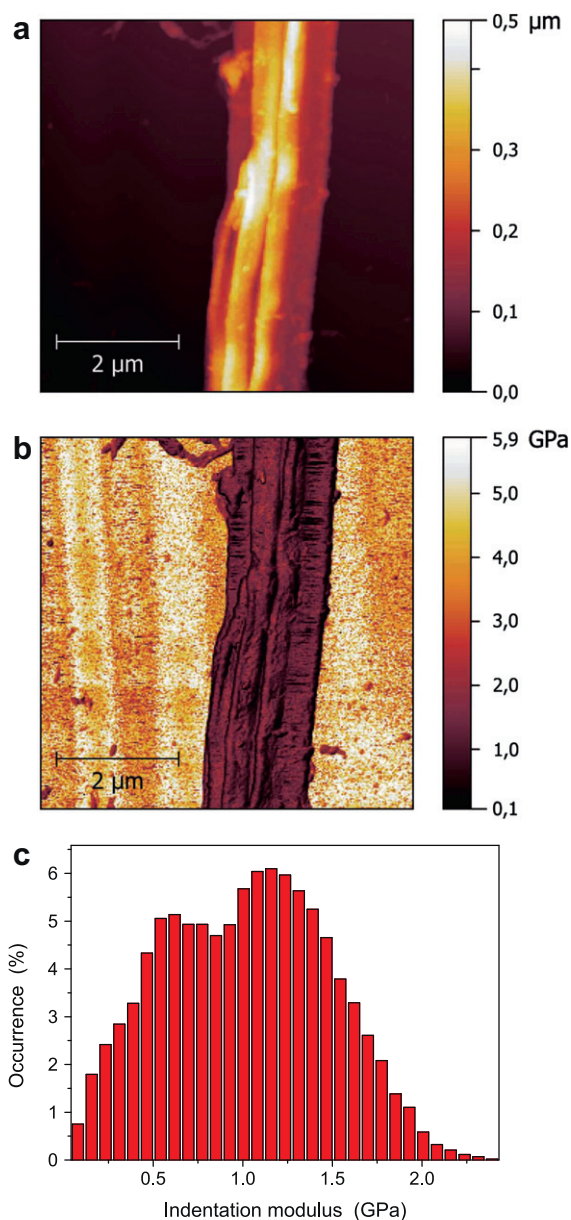 a
0,5 µm
0,3
0,2
0,1
0,0
2 µm
b
5,9 GPa
5,0
4,0
3,0
2,0
1,0
0,1
2 µm
c
6
5
4
3
2
1
0
Occurrence (%)
0.5 1.0 1.5 2.0
Indentation modulus (GPa)